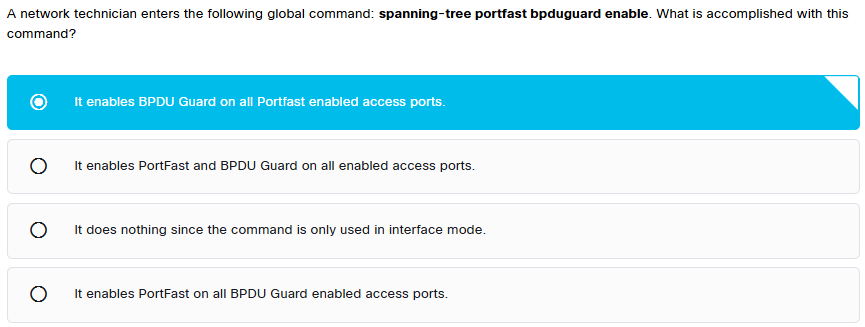 A network technician enters the following global command: spanning-tree portfast bpduguard enable. What is accomplished with this
command?
It enables BPDU Guard on all Portfast enabled access ports.
It enables PortFast and BPDU Guard on all enabled access ports.
It does nothing since the command is only used in interface mode.
It enables PortFast on all BPDU Guard enabled access ports.